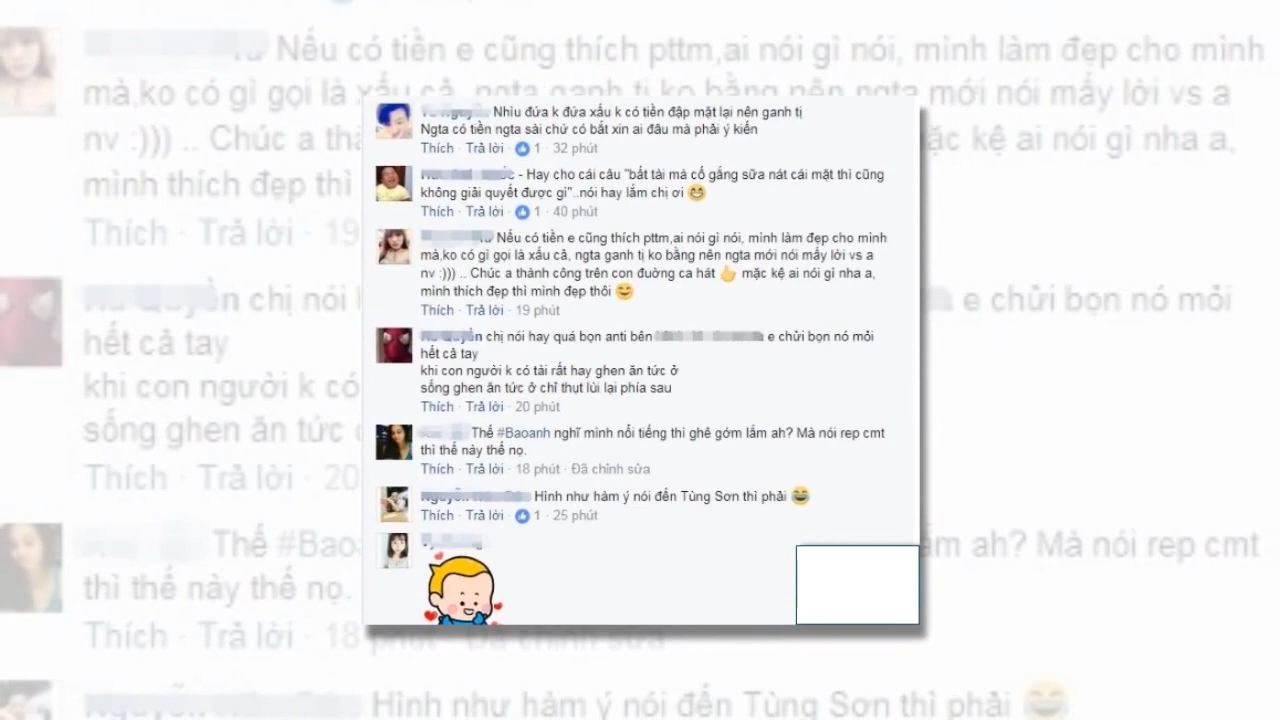 Nhìu đứa k đứa xấu k có tiền đập mặt lại nên ganh tị
Ngta có tiền ngta sài chứ có bắt xin ai đâu mà phải ý kiến
Thích · Trả lời · 1 · 32 phút
- Hay cho cái câu "bất tài mà cố gắng sữa nát cái mặt thì cũng
không giải quyết được gì"..nói hay lắm chị ơi 😁
Thích · Trả lời · 1 · 40 phút
Nếu có tiền e cũng thích pttm,ai nói gì nói, mình làm đẹp cho mình
mà,ko có gì gọi là xấu cả, ngta ganh tị ko bằng nên ngta mới nói mấy lời vs a
nv :))) .. Chúc a thành công trên con đuờng ca hát 👍 mặc kệ ai nói gì nha a,
mình thích đẹp thì mình đẹp thôi 😄
Thích · Trả lời · 19 phút
chị nói hay quá bọn anti bên e chửi bọn nó mỏi
hết cả tay
khi con người k có tài rất hay ghen ăn tức ở
sống ghen ăn tức ở chỉ thụt lùi lại phía sau
Thích · Trả lời · 20 phút
Thế #Baoanh nghĩ mình nổi tiếng thì ghê gớm lắm ah? Mà nói rep cmt
thì thế này thế nọ.
Thích · Trả lời · 18 phút · Đã chỉnh sửa
Nguyễn Hình như hàm ý nói đến Tùng Sơn thì phải 😂
Thích · Trả lời · 1 · 25 phút